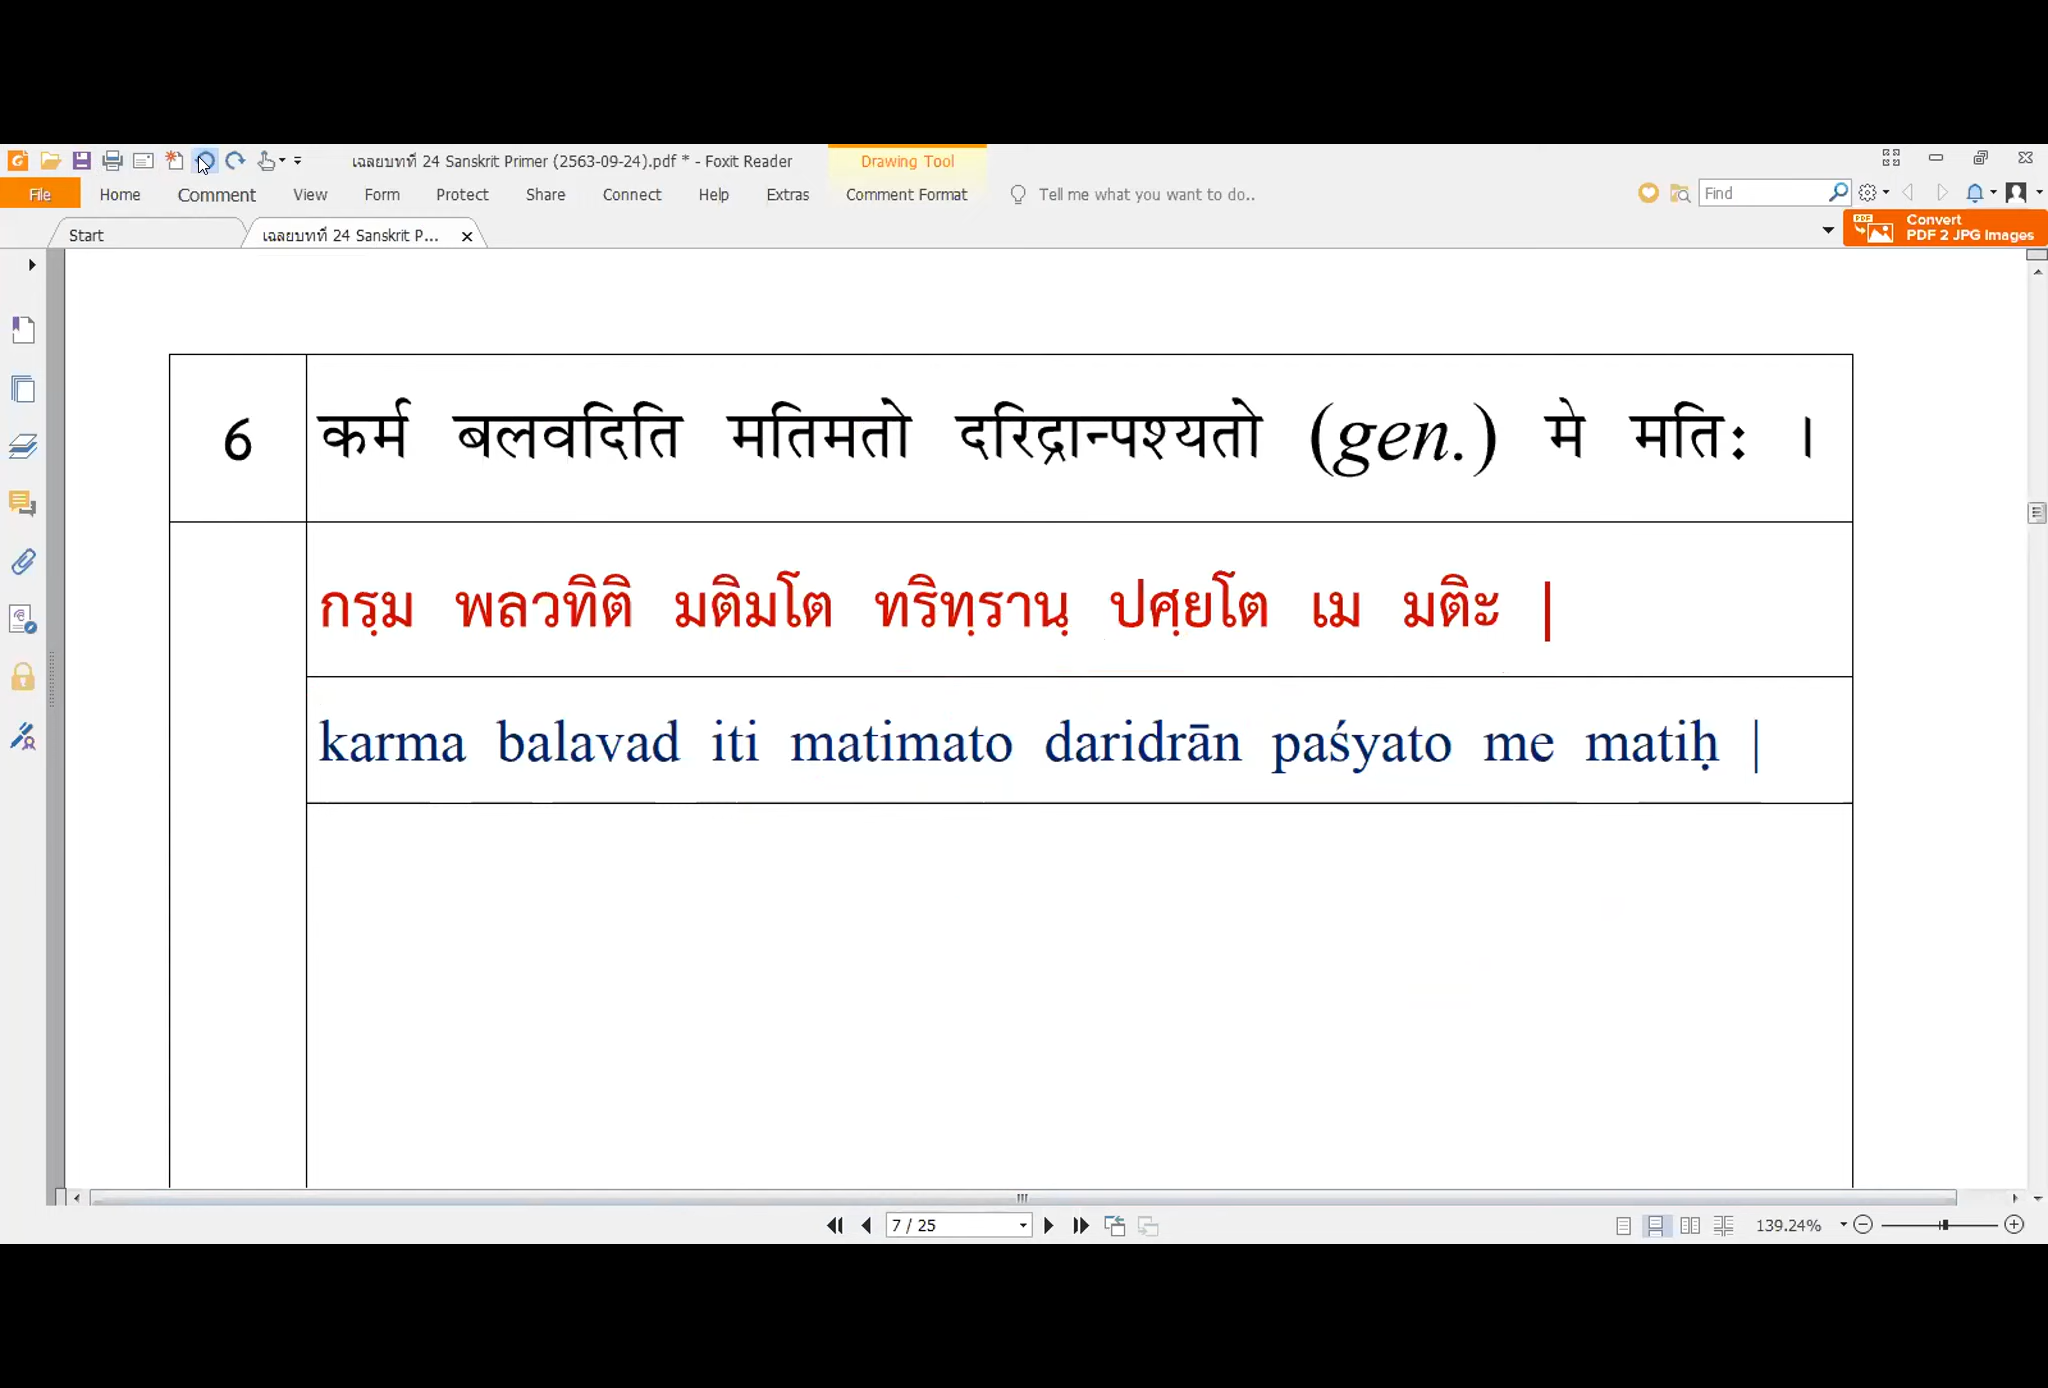 เฉลยบทที่ 24 Sanskrit Primer (2563-09-24).pdf * - Foxit Reader
Drawing Tool
File Home Comment View Form Protect Share Connect Help Extras Comment Format Tell me what you want to do.. Find
Start
เฉลยบทที่ 24 Sanskrit P...
Convert
PDF 2 JPG Images
6 कर्म बलवदिति मतिमतो दरिद्रान्पश्यतो (gen.) मे मतिः ।
กรฺม พลวทิติ มติมโต ทริทฺรานฺ ปศฺยโต เม มติะ |
karma balavad iti matimato daridrān paśyato me matiḥ |
7 / 25
139.24%